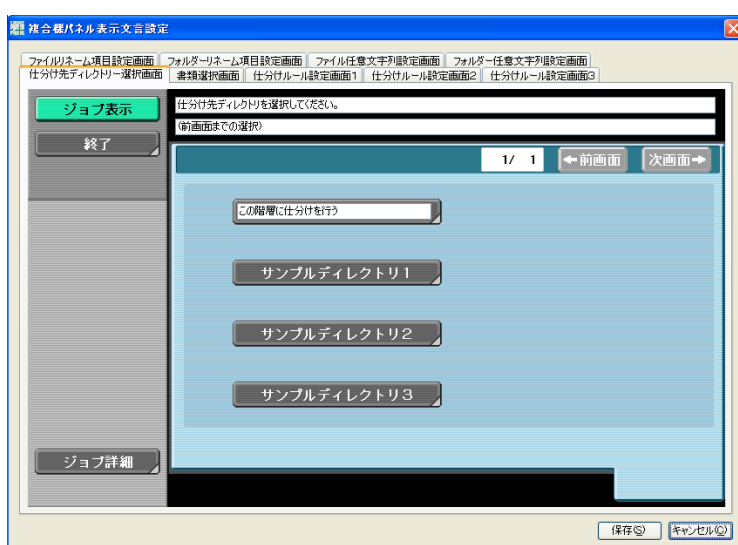 複合機パネル表示文言設定
ファイルリネーム項目設定画面 フォルダーリネーム項目設定画面 ファイル任意文字列設定画面 フォルダー任意文字列設定画面
仕分け先ディレクトリー選択画面 書類選択画面 仕分けルール設定画面1 仕分けルール設定画面2 仕分けルール設定画面3
ジョブ表示
仕分け先ディレクトリを選択してください。
(前画面までの選択)
終了
1/ 1 ←前画面 次画面→
この階層に仕分けを行う
サンプルディレクトリ1
サンプルディレクトリ2
サンプルディレクトリ3
ジョブ詳細
保存(S) キャンセル(C)